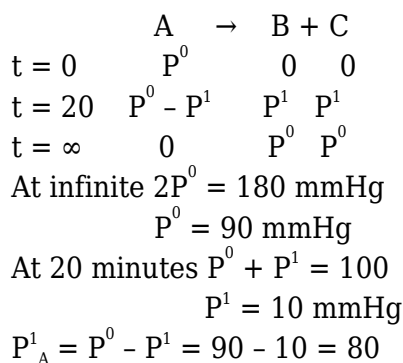 A → B + C
t = 0 P⁰ 0 0
t = 20 P⁰ – P¹ P¹ P¹
t = ∞ 0 P⁰ P⁰
At infinite 2P⁰ = 180 mmHg
P⁰ = 90 mmHg
At 20 minutes P⁰ + P¹ = 100
P¹ = 10 mmHg
P¹_A = P⁰ – P¹ = 90 – 10 = 80